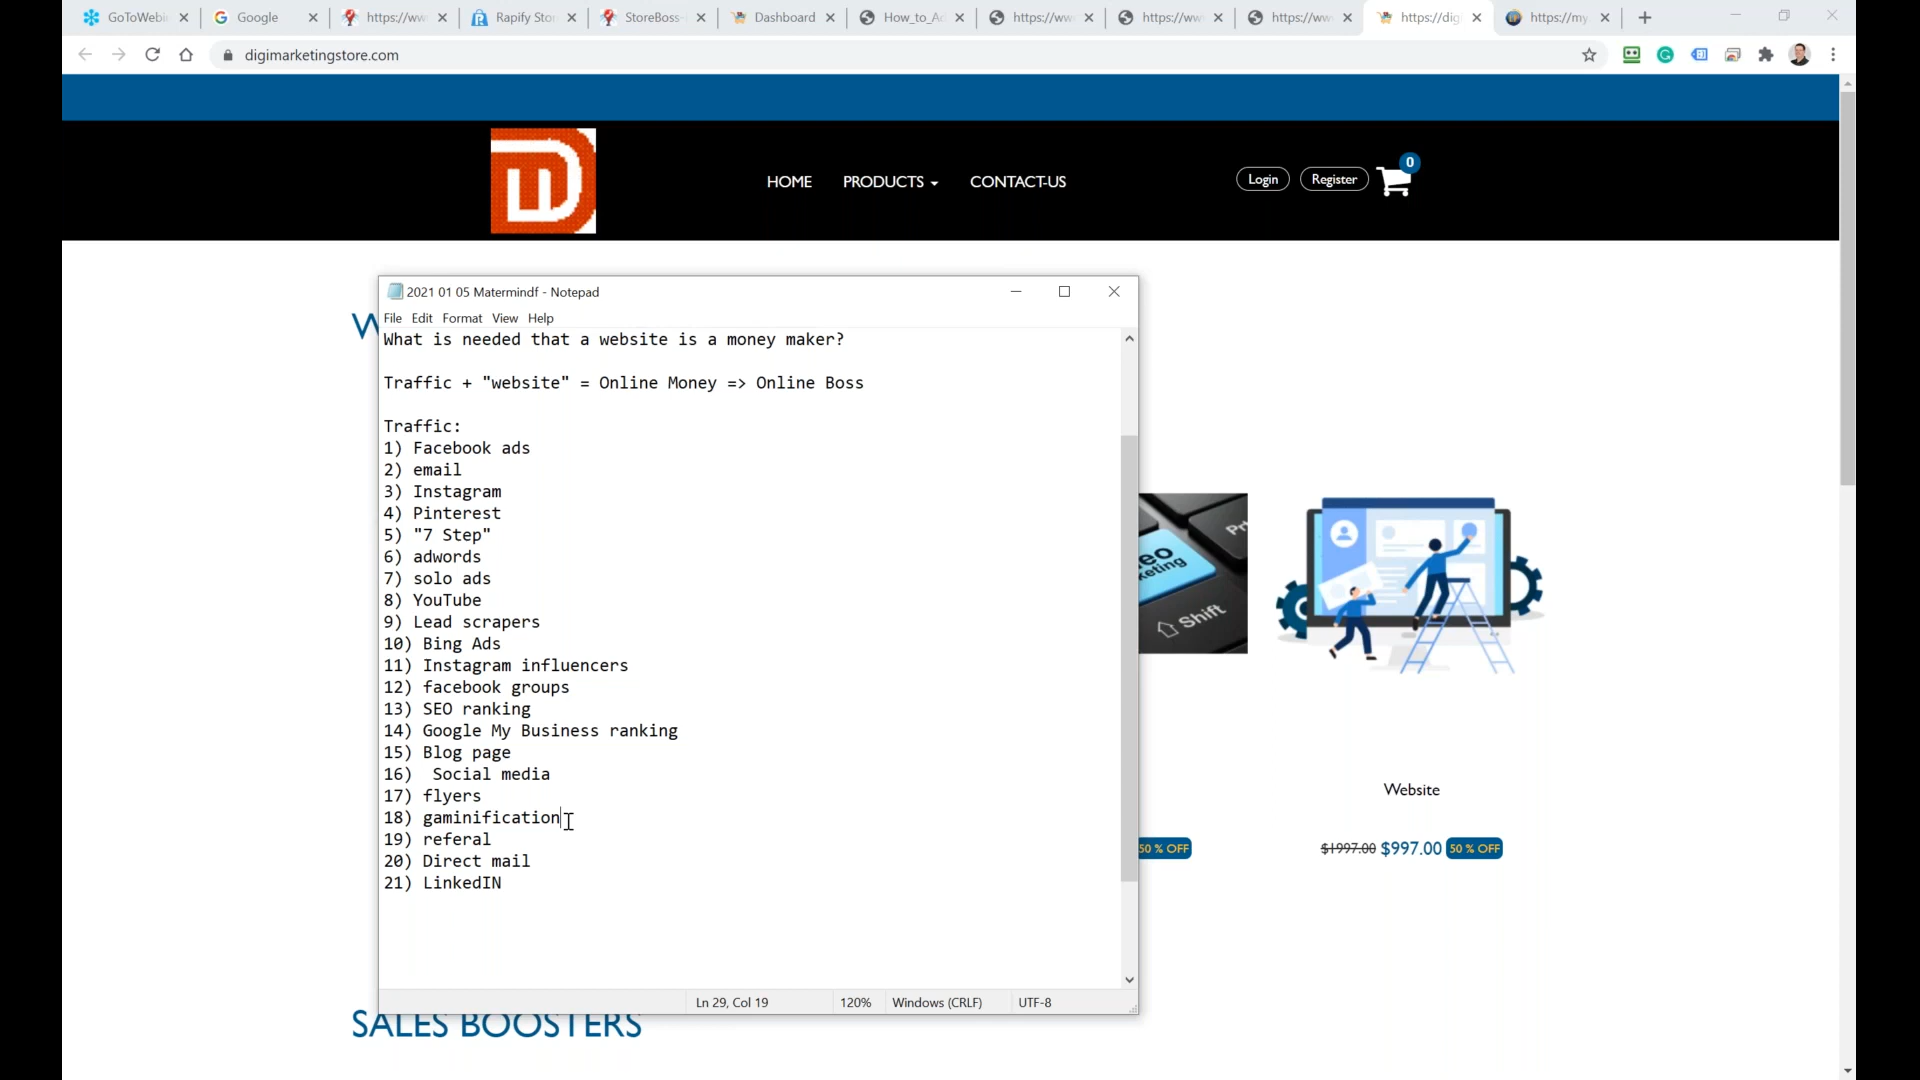 GoToWebi
Google
https://ww
Rapify Sto
StoreBoss
Dashboard
How_to_A
https://ww
https://ww
https://ww
https://dig
https://my
digimarketingstore.com
HOME
PRODUCTS
CONTACT-US
Login
Register
0
W
2021 01 05 Matermindf - Notepad
File Edit Format View Help
What is needed that a website is a money maker?
Traffic + "website" = Online Money => Online Boss
Traffic:
1) Facebook ads
2) email
3) Instagram
4) Pinterest
5) "7 Step"
6) adwords
7) solo ads
8) YouTube
9) Lead scrapers
10) Bing Ads
11) Instagram influencers
12) facebook groups
13) SEO ranking
14) Google My Business ranking
15) Blog page
16)  Social media
17) flyers
18) gaminification
19) referal
20) Direct mail
21) LinkedIN
Ln 29, Col 19
120%
Windows (CRLF)
UTF-8
Shift
Website
50 % OFF
$1997.00 $997.00 50 % OFF
SALES BOOSTERS